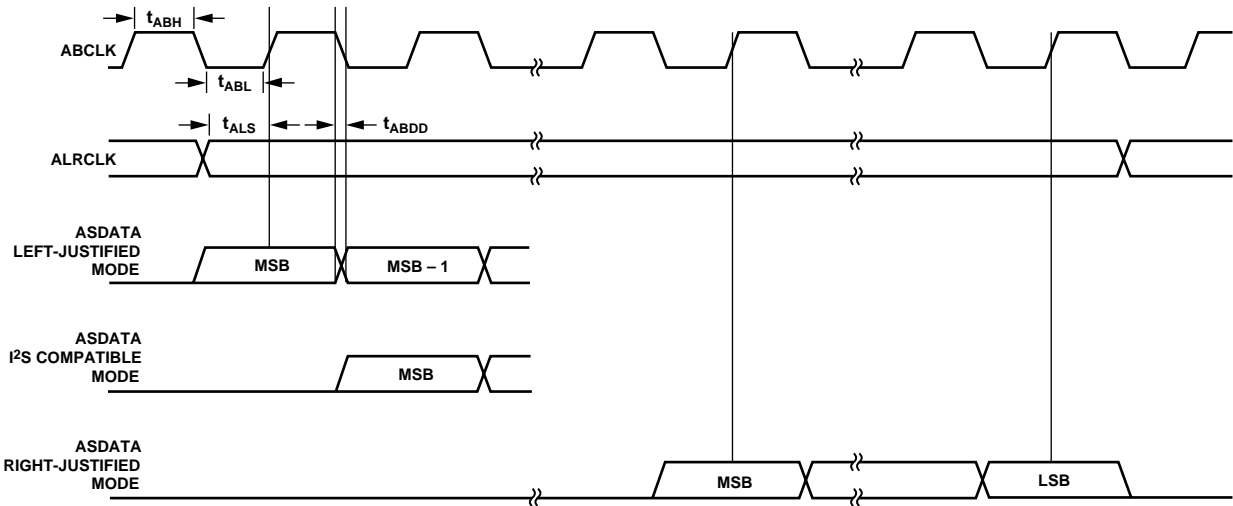 tABH
ABCLK
tABL
tALS
tABDD
ALRCLK
ASDATA
LEFT-JUSTIFIED
MODE
MSB
MSB – 1
ASDATA
I2S COMPATIBLE
MODE
MSB
ASDATA
RIGHT-JUSTIFIED
MODE
MSB
LSB